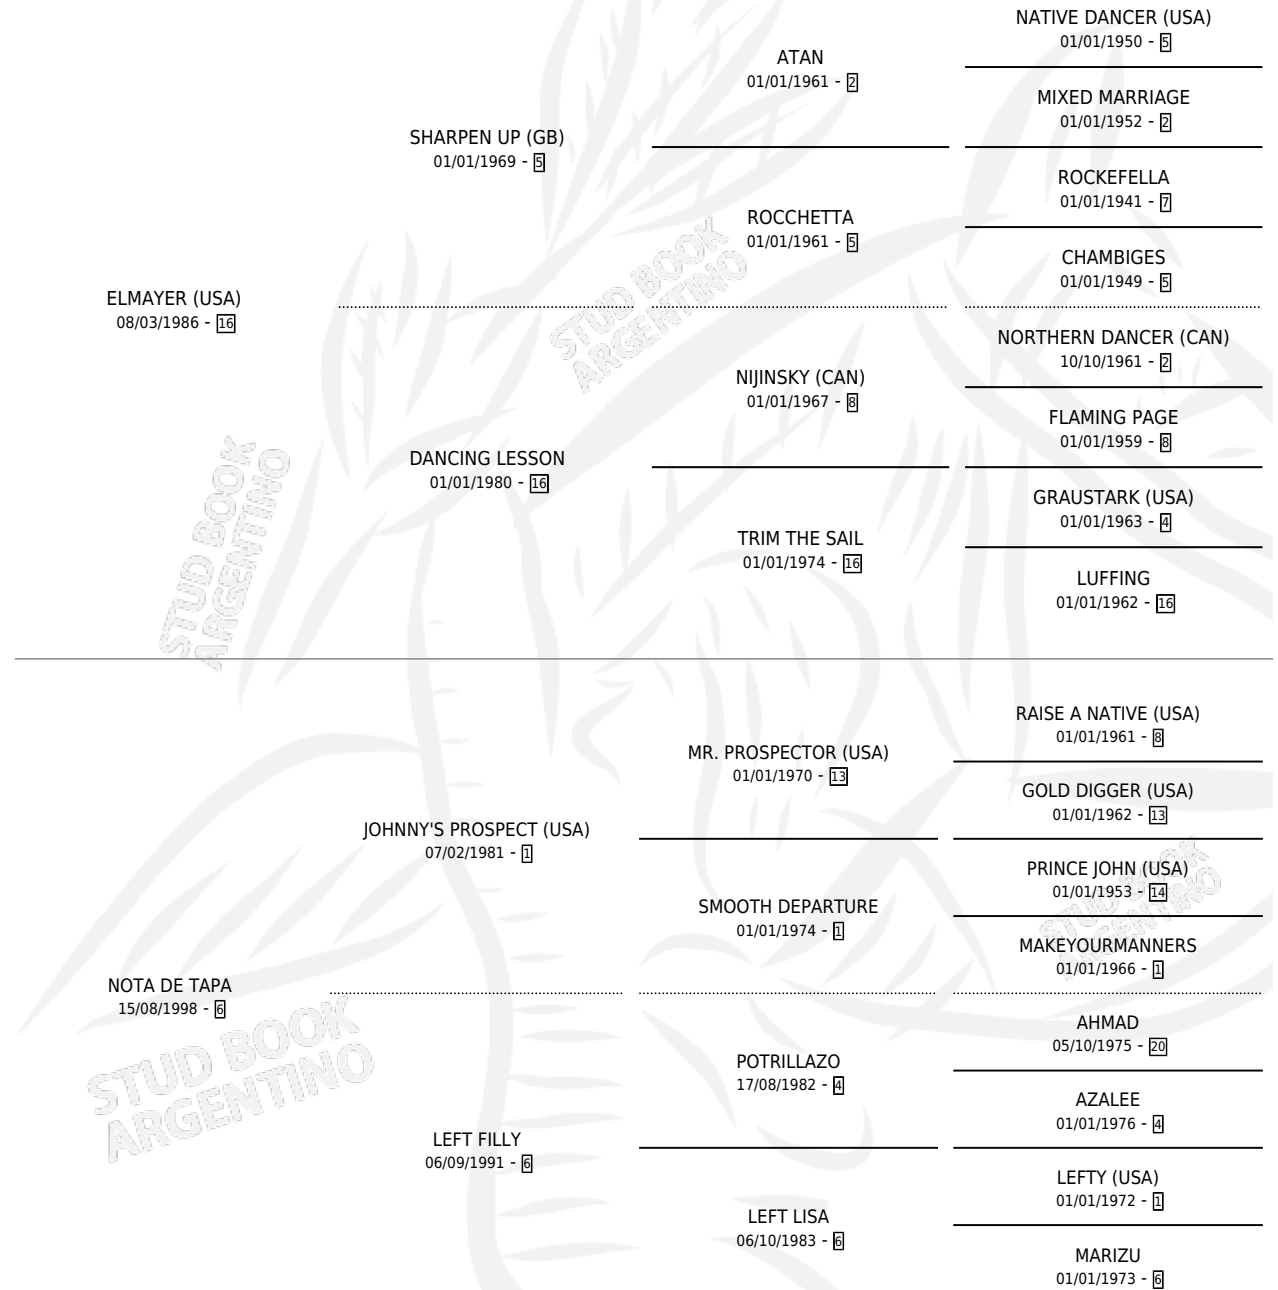 NATIVE DANCER (USA)
01/01/1950 - 5
ATAN
01/01/1961 - 2
MIXED MARRIAGE
01/01/1952 - 2
SHARPEN UP (GB)
01/01/1969 - 5
ROCKEFELLA
01/01/1941 - 7
ROCCHETTA
01/01/1961 - 5
CHAMBIGES
01/01/1949 - 5
ELMAYER (USA)
08/03/1986 - 16
NORTHERN DANCER (CAN)
10/10/1961 - 2
NIJINSKY (CAN)
01/01/1967 - 8
FLAMING PAGE
01/01/1959 - 8
DANCING LESSON
01/01/1980 - 16
GRAUSTARK (USA)
01/01/1963 - 4
TRIM THE SAIL
01/01/1974 - 16
LUFFING
01/01/1962 - 16
RAISE A NATIVE (USA)
01/01/1961 - 8
MR. PROSPECTOR (USA)
01/01/1970 - 13
GOLD DIGGER (USA)
01/01/1962 - 13
JOHNNY'S PROSPECT (USA)
07/02/1981 - 1
PRINCE JOHN (USA)
01/01/1953 - 14
SMOOTH DEPARTURE
01/01/1974 - 1
MAKEYOURMANNERS
01/01/1966 - 1
NOTA DE TAPA
15/08/1998 - 6
AHMAD
05/10/1975 - 20
POTRILLAZO
17/08/1982 - 4
AZALEE
01/01/1976 - 4
LEFT FILLY
06/09/1991 - 6
LEFTY (USA)
01/01/1972 - 1
LEFT LISA
06/10/1983 - 6
MARIZU
01/01/1973 - 6
STUD BOOK
ARGENTINO
STUD BOOK
ARGENTINO
STUD BOOK
ARGENTINO
STUD BOOK
ARGENTINO